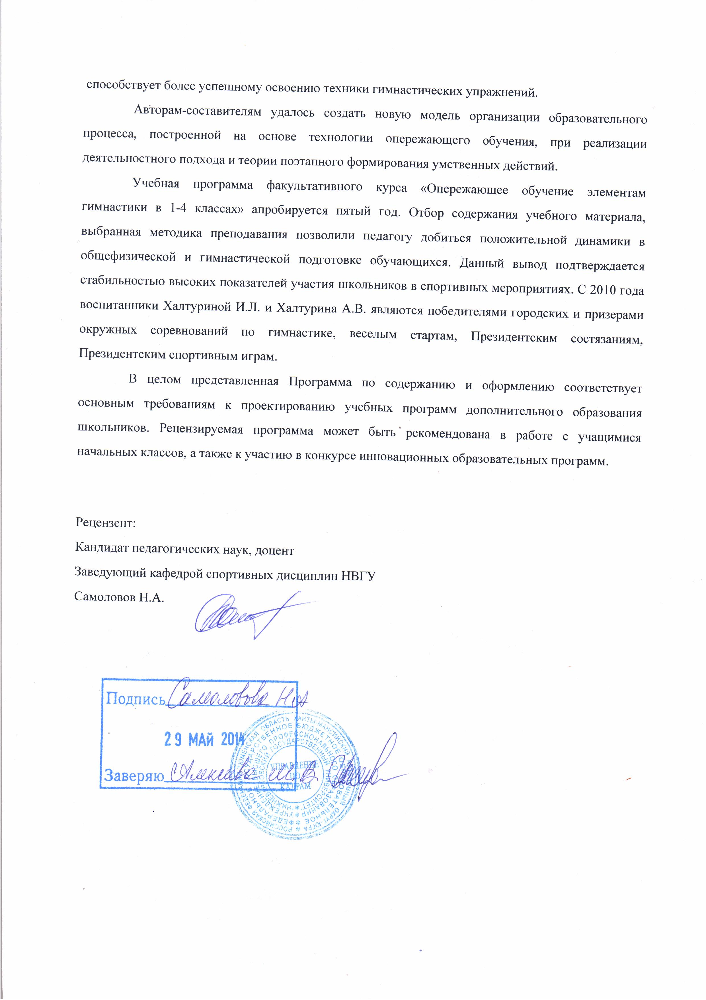 способствует более успешному освоению техники гимнастических упражнений.
Авторам-составителям удалось создать новую модель организации образовательного
процесса, построенной на основе технологии опережающего обучения, при реализации
деятельностного подхода и теории поэтапного формирования умственных действий.
Учебная программа факультативного курса «Опережающее обучение элементам
гимнастики в 1-4 классах» апробируется пятый год. Отбор содержания учебного материала,
выбранная методика преподавания позволили педагогу добиться положительной динамики в
общефизической и гимнастической подготовке обучающихся. Данный вывод подтверждается
стабильностью высоких показателей участия школьников в спортивных мероприятиях. С 2010 года
воспитанники Халтуриной И.Л. и Халтурина А.В. являются победителями городских и призерами
окружных соревнований по гимнастике, веселым стартам, Президентским состязаниям,
Президентским спортивным играм.
В целом представленная Программа по содержанию и оформлению соответствует
основным требованиям к проектированию учебных программ дополнительного образования
школьников. Рецензируемая программа может быть рекомендована в работе с учащимися
начальных классов, а также к участию в конкурсе инновационных образовательных программ.
Рецензент:
Кандидат педагогических наук, доцент
Заведующий кафедрой спортивных дисциплин НВГУ
Самоловов Н.А.
Подпись Самоловова Н.А
29 МАЙ 2014
Заверяю
РОССИЙСКАЯ ФЕДЕРАЦИЯ ТЮМЕНСКАЯ ОБЛАСТЬ ХАНТЫ-МАНСИЙСКИЙ АВТОНОМНЫЙ ОКРУГ-ЮГРА
ФЕДЕРАЛЬНОЕ ГОСУДАРСТВЕННОЕ БЮДЖЕТНОЕ ОБРАЗОВАТЕЛЬНОЕ
УЧРЕЖДЕНИЕ ВЫСШЕГО ПРОФЕССИОНАЛЬНОГО ОБРАЗОВАНИЯ
"НИЖНЕВАРТОВСКИЙ ГОСУДАРСТВЕННЫЙ УНИВЕРСИТЕТ"
УПРАВЛЕНИЕ
ПО
КАДРАМ